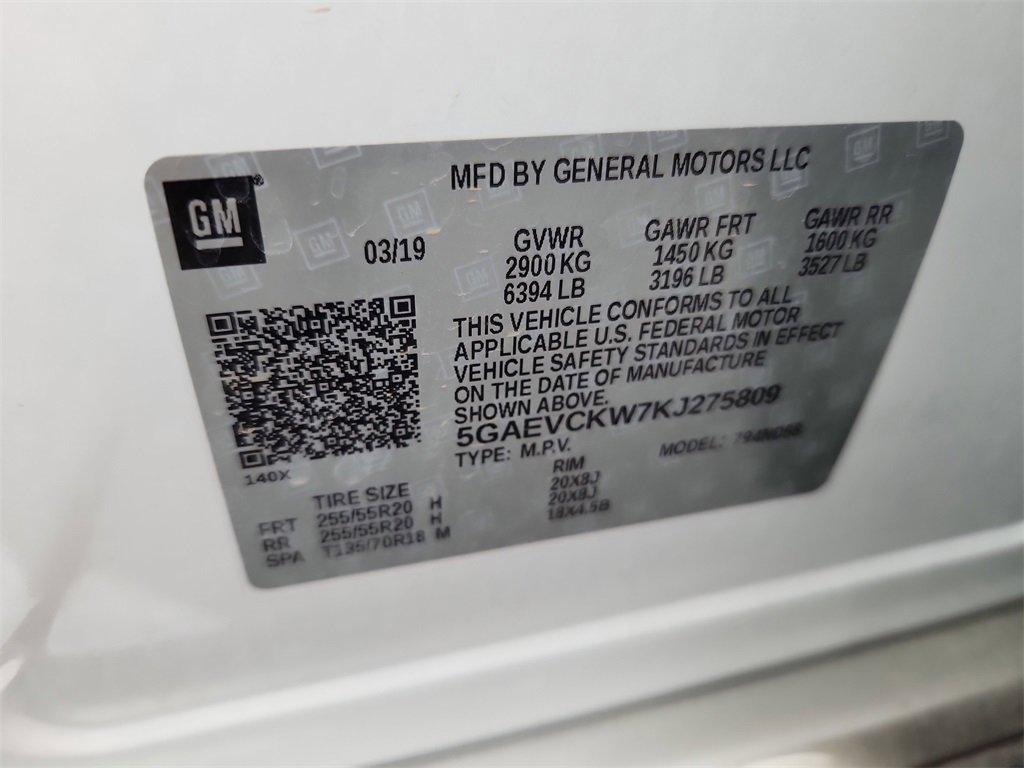 GM
MFD BY GENERAL MOTORS LLC
03/19
GVWR
2900 KG
6394 LB
GAWR FRT
1450 KG
3196 LB
GAWR RR
1600 KG
3527 LB
THIS VEHICLE CONFORMS TO ALL
APPLICABLE U.S. FEDERAL MOTOR
VEHICLE SAFETY STANDARDS IN EFFECT
ON THE DATE OF MANUFACTURE
SHOWN ABOVE.
5GAEVCKW7KJ275809
TYPE: M.P.V.
MODEL:
140X
TIRE SIZE
RIM
FRT 255/55R20 H 20X8J
RR 255/55R20 H 20X8J
SPA T135/70R18 M 18X4.5B